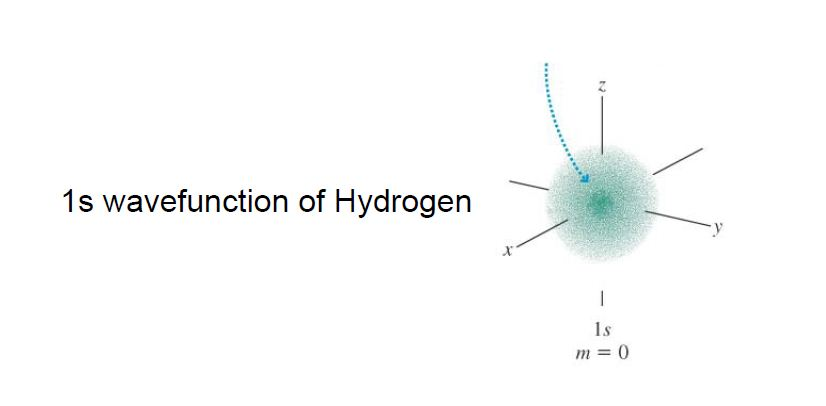 z
1s wavefunction of Hydrogen
y
x
1s
m = 0